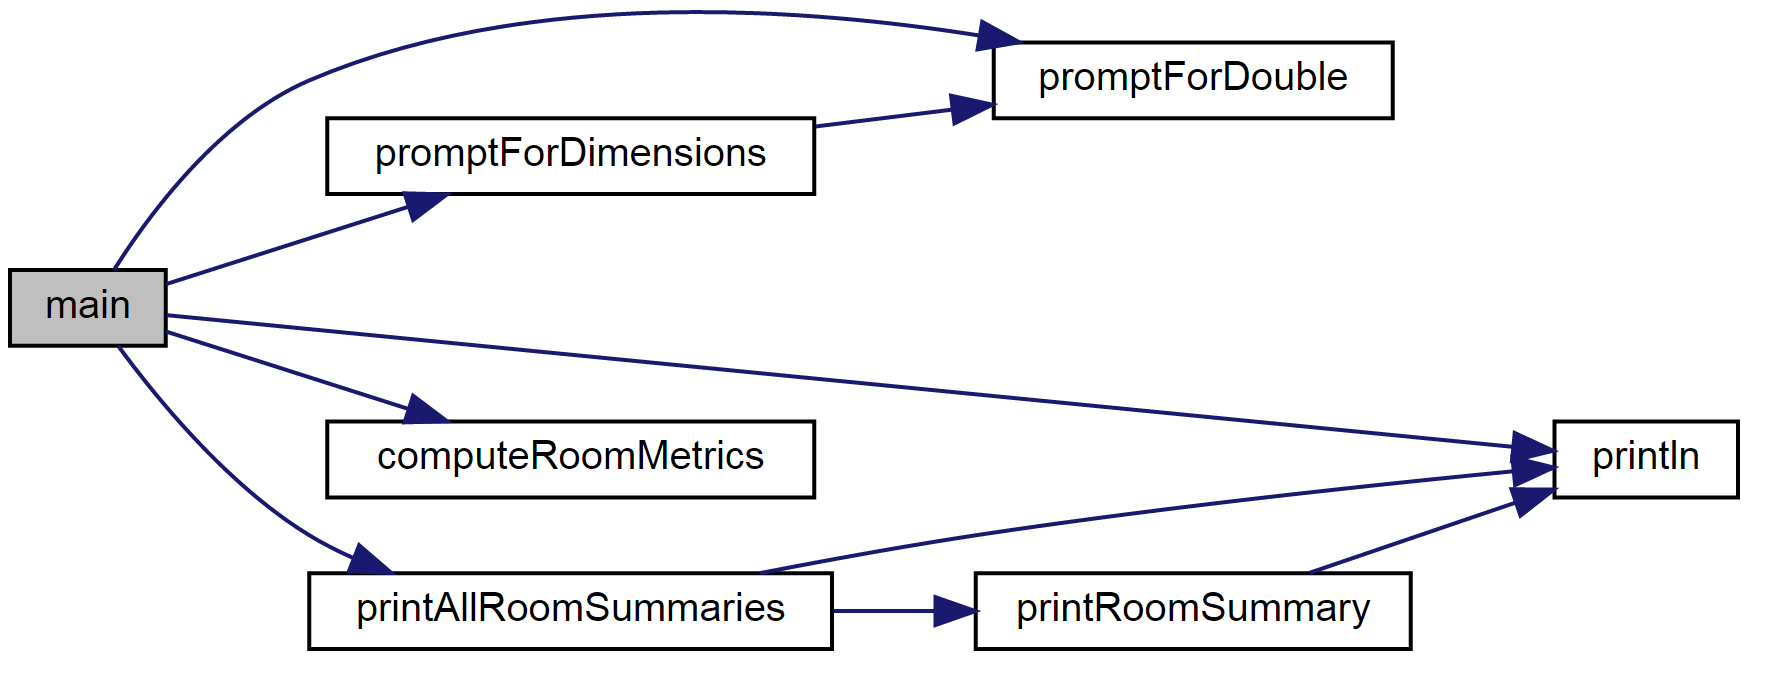 promptForDouble
promptForDimensions
main
computeRoomMetrics
println
printAllRoomSummaries
printRoomSummary